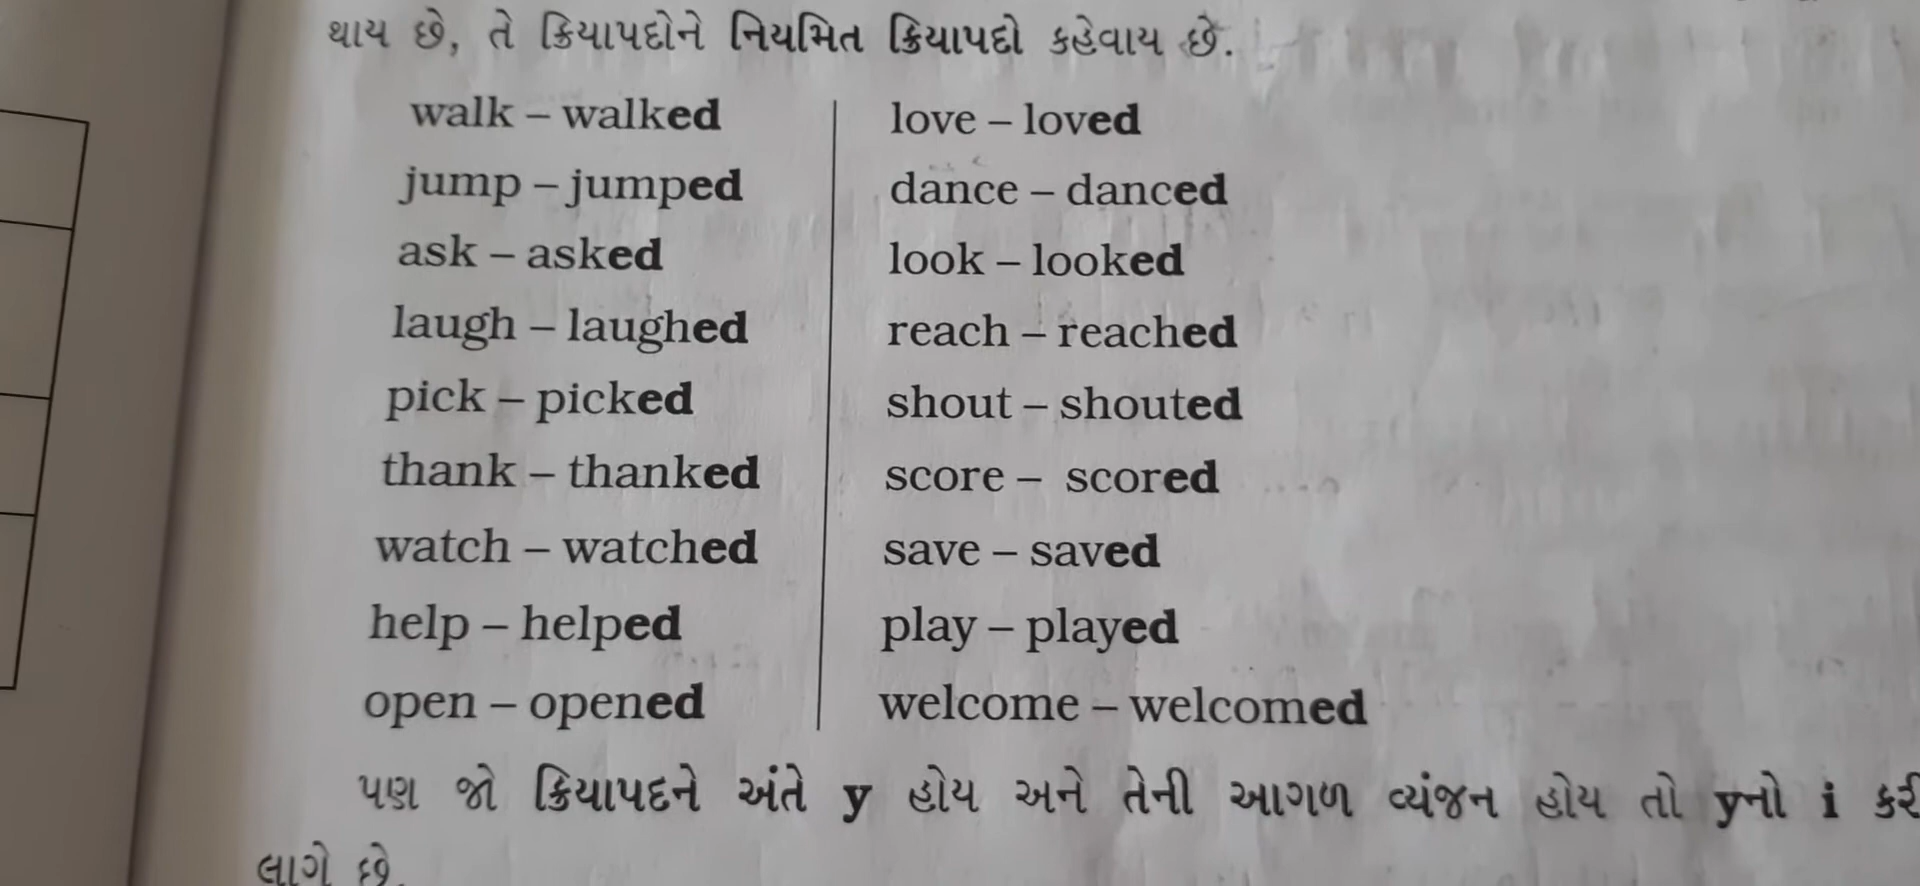 થાય છે, તે ક્રિયાપદોને નિયમિત ક્રિયાપદો કહેવાય છે.
walk – walked
jump – jumped
ask – asked
laugh – laughed
pick – picked
thank – thanked
watch – watched
help – helped
open – opened
love – loved
dance – danced
look – looked
reach – reached
shout – shouted
score – scored
save – saved
play – played
welcome – welcomed
પણ જો ક્રિયાપદને અંતે y હોય અને તેની આગળ વ્યંજન હોય તો yનો i કરી
લાગે છે.